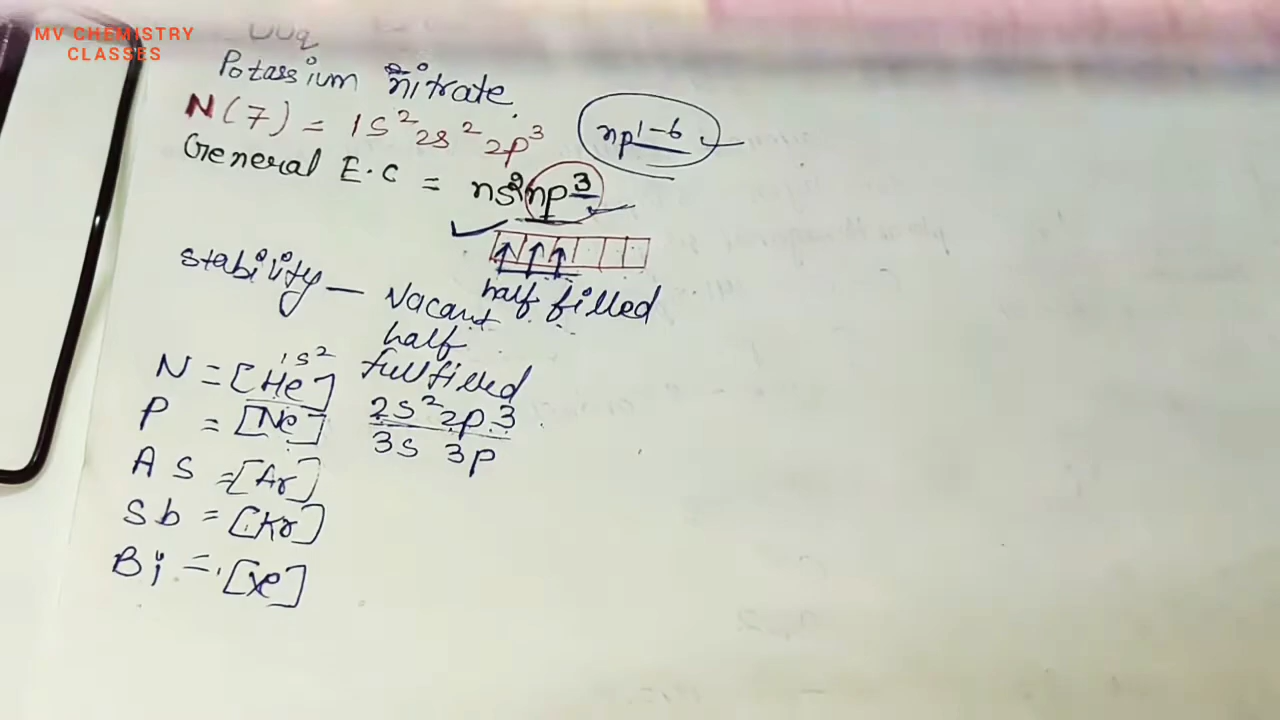 MV CHEMISTRY
CLASSES
Potassium nitrate.
N(7) = 1s² 2s² 2p³
np¹⁻⁶
General E.C = ns² np³
Stability — Vacant
half filled
half
full filled
N = [He] 2s² 2p³
1s²
P = [Ne] 3s 3p
As = [Ar]
Sb = [Kr]
Bi = [Xe]